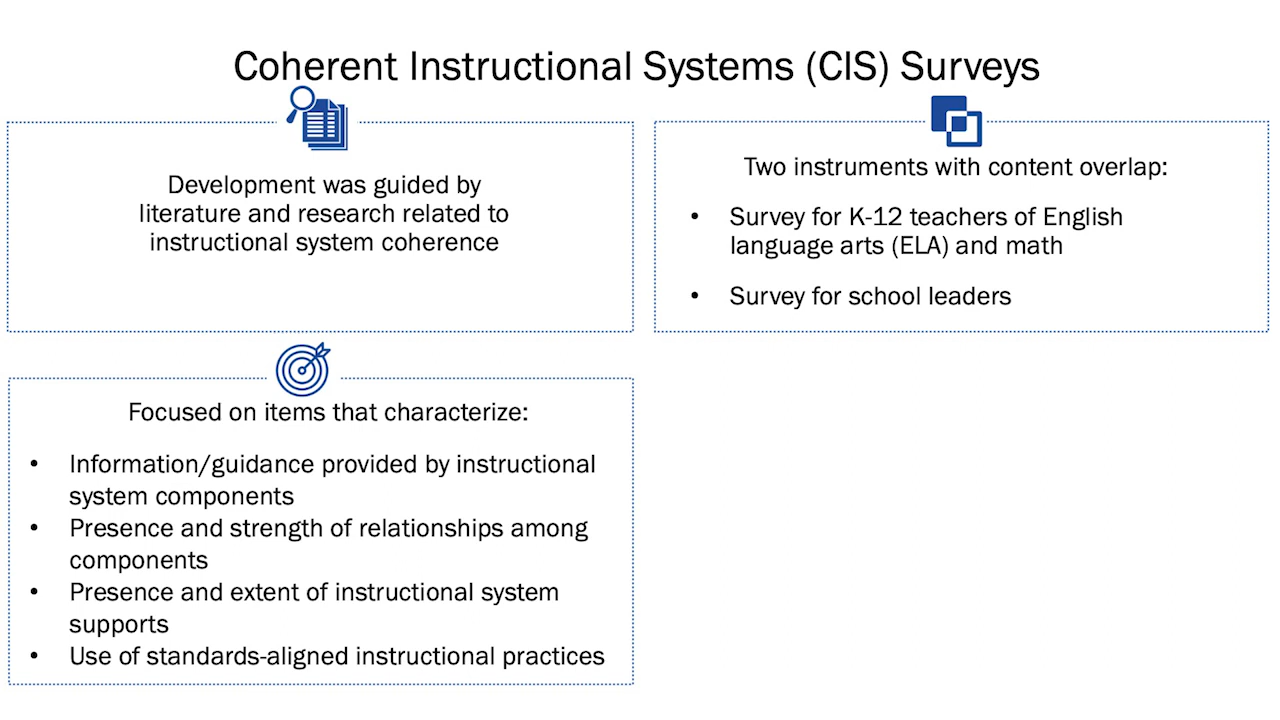 Coherent Instructional Systems (CIS) Surveys
Development was guided by
literature and research related to
instructional system coherence
Two instruments with content overlap:
• Survey for K-12 teachers of English
language arts (ELA) and math
• Survey for school leaders
Focused on items that characterize:
• Information/guidance provided by instructional
system components
• Presence and strength of relationships among
components
• Presence and extent of instructional system
supports
• Use of standards-aligned instructional practices